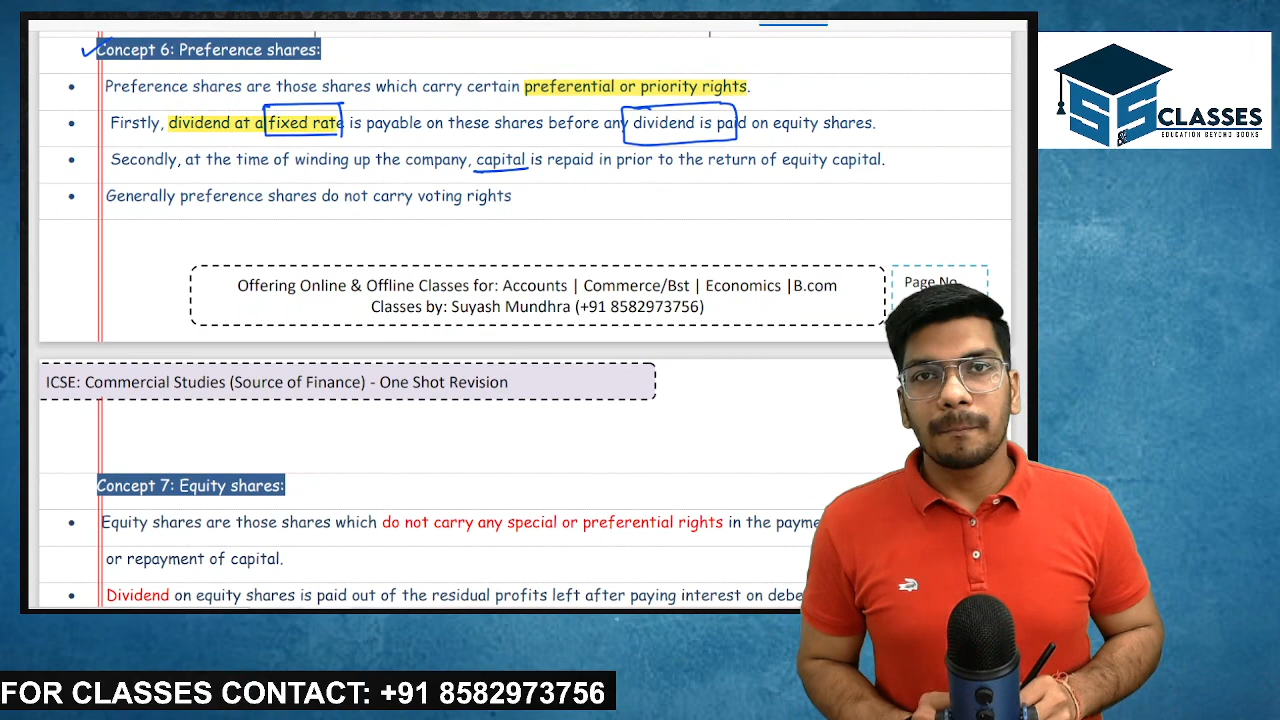 Concept 6: Preference shares:
• Preference shares are those shares which carry certain preferential or priority rights.
• Firstly, dividend at a fixed rate is payable on these shares before any dividend is paid on equity shares.
• Secondly, at the time of winding up the company, capital is repaid in prior to the return of equity capital.
• Generally preference shares do not carry voting rights
SS CLASSES
EDUCATION BEYOND BOOKS
Offering Online & Offline Classes for: Accounts | Commerce/Bst | Economics |B.com
Classes by: Suyash Mundhra (+91 8582973756)
Page No
ICSE: Commercial Studies (Source of Finance) - One Shot Revision
Concept 7: Equity shares:
• Equity shares are those shares which do not carry any special or preferential rights in the
or repayment of capital.
• Dividend on equity shares is paid out of the residual profits left after paying interest on
FOR CLASSES CONTACT: +91 8582973756